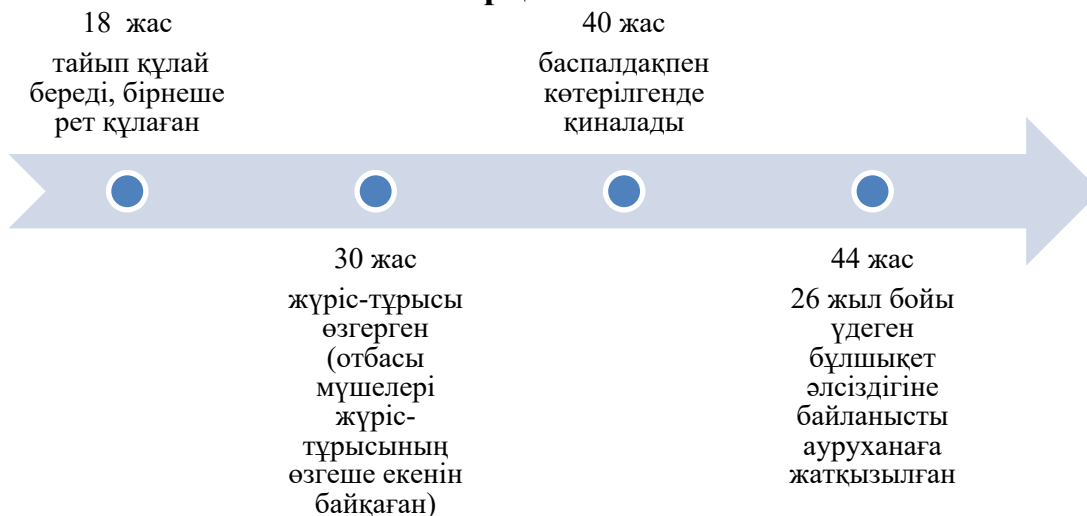 18 жас
тайып құлай
береді, бірнеше
рет құлаған
40 жас
баспалдақпен
көтерілгенде
қиналады
30 жас
жүріс-тұрысы
өзгерген
(отбасы
мүшелері
жүріс-
тұрысының
өзгеше екенін
байқаған)
44 жас
26 жыл бойы
үдеген
бұлшықет
әлсіздігіне
байланысты
ауруханаға
жатқызылған